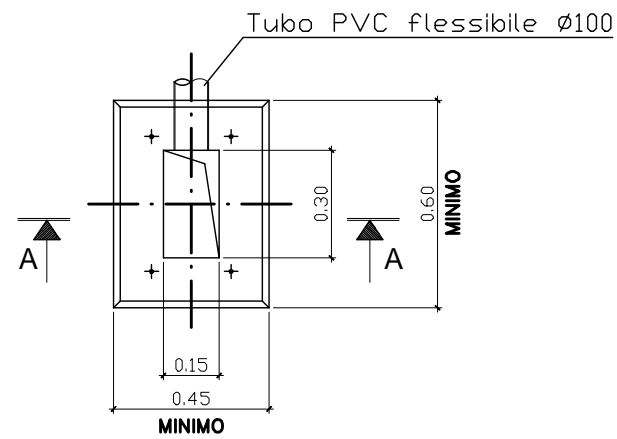 Tubo PVC flessibile Ø100
0.30
0.60
MINIMO
A
A
0.15
0.45
MINIMO